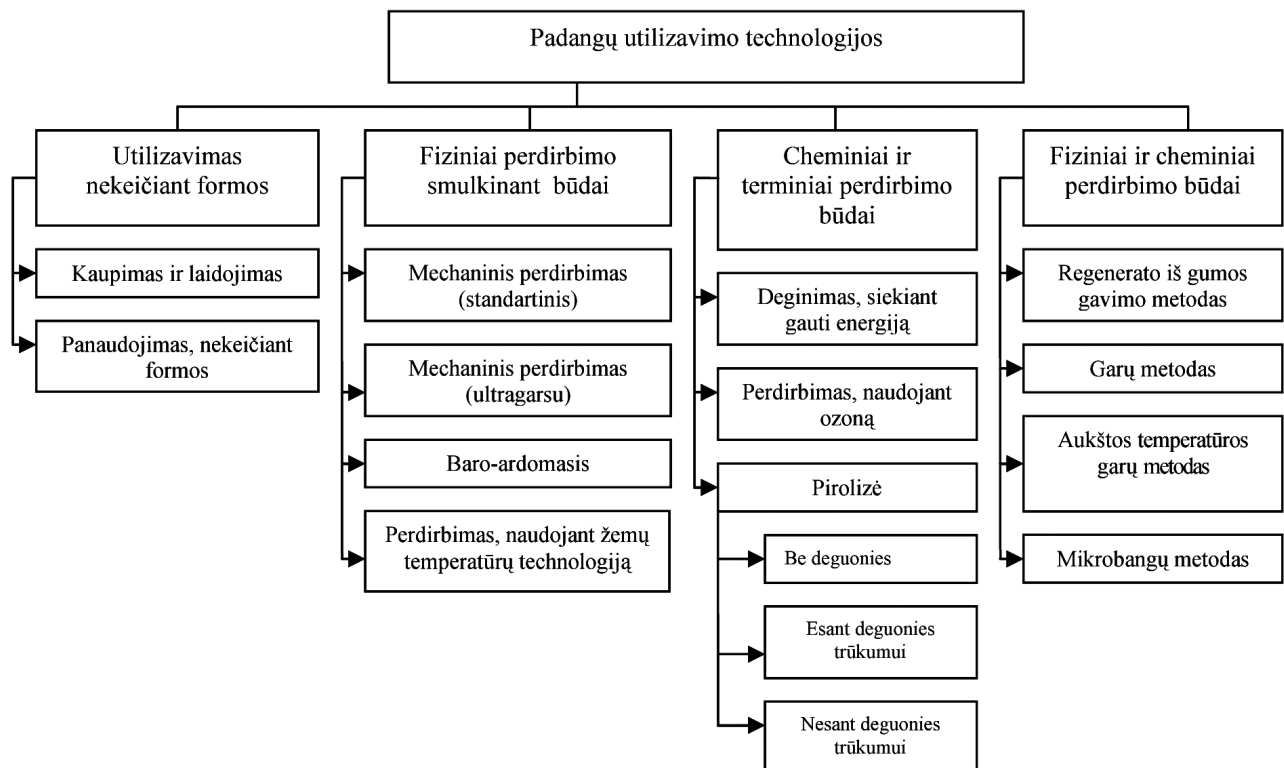 Padangų utilizavimo technologijos
Utilizavimas
nekeičiant formos
Kaupimas ir laidojimas
Panaudojimas, nekeičiant
formos
Fiziniai perdirbimo
smulkinant būdai
Mechaninis perdirbimas
(standartinis)
Mechaninis perdirbimas
(ultragarsu)
Baro-ardomasis
Perdirbimas, naudojant žemų
temperatūrų technologiją
Cheminiai ir
terminiai perdirbimo
būdai
Deginimas, siekiant
gauti energiją
Perdirbimas, naudojant
ozoną
Pirolizė
Be deguonies
Esant deguonies
trūkumui
Nesant deguonies
trūkumui
Fiziniai ir cheminiai
perdirbimo būdai
Regenerato iš gumos
gavimo metodas
Garų metodas
Aukštos temperatūros
garų metodas
Mikrobangų metodas